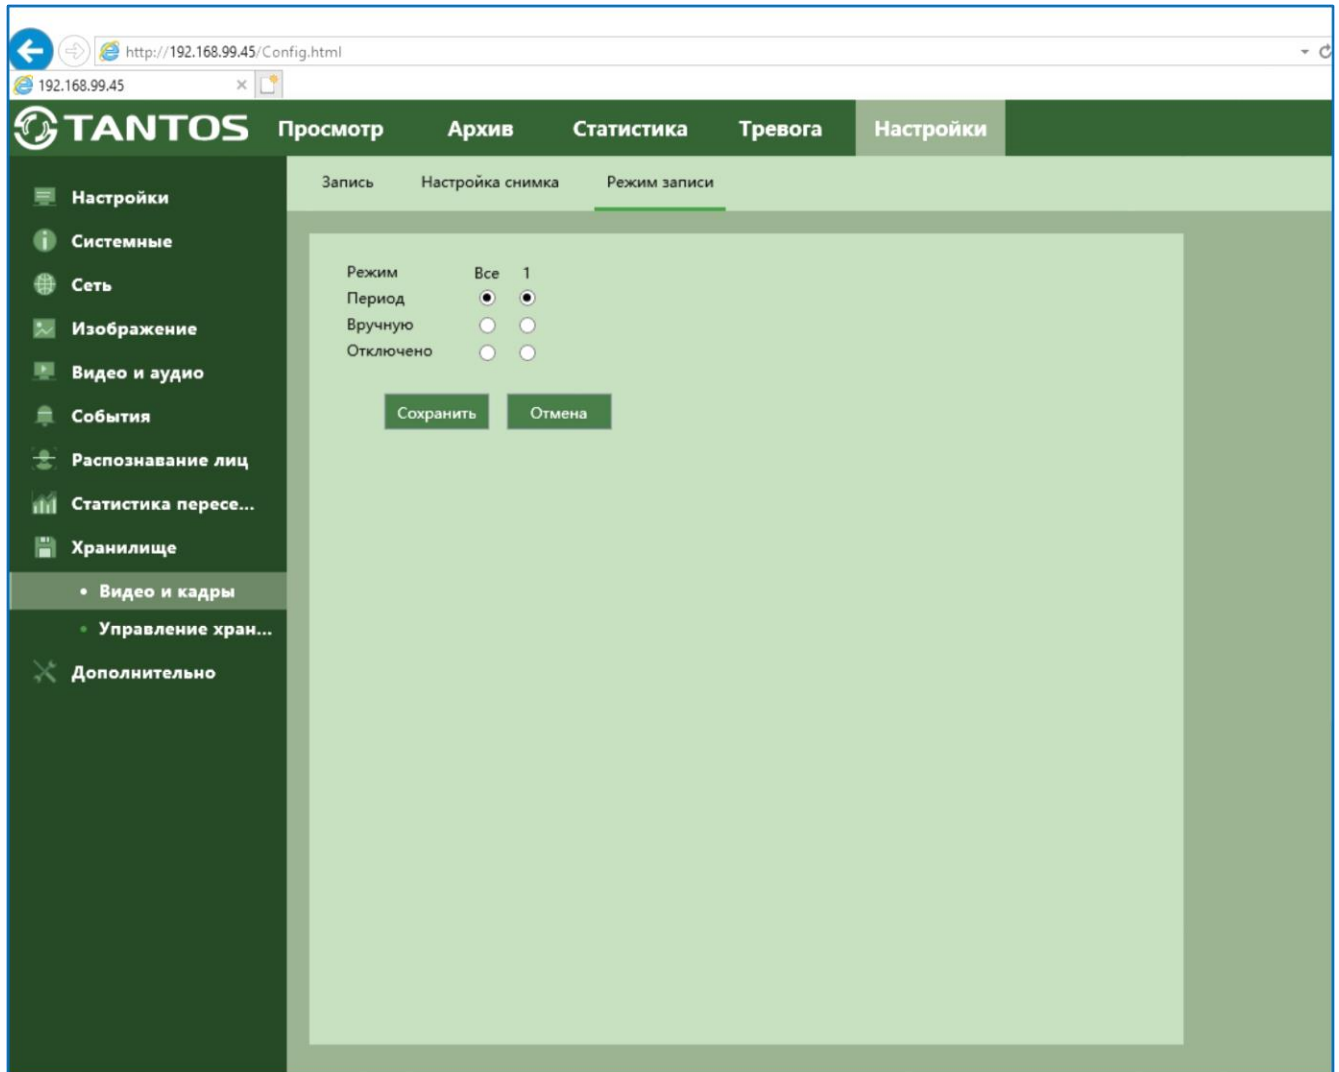 http://192.168.99.45/Config.html
192.168.99.45
TANTOS Просмотр Архив Статистика Тревога Настройки
Запись Настройка снимка Режим записи
Настройки
Системные
Сеть
Изображение
Видео и аудио
События
Распознавание лиц
Статистика пересе...
Хранилище
• Видео и кадры
• Управление хран...
Дополнительно
Режим Все 1
Период
Вручную
Отключено
Сохранить Отмена